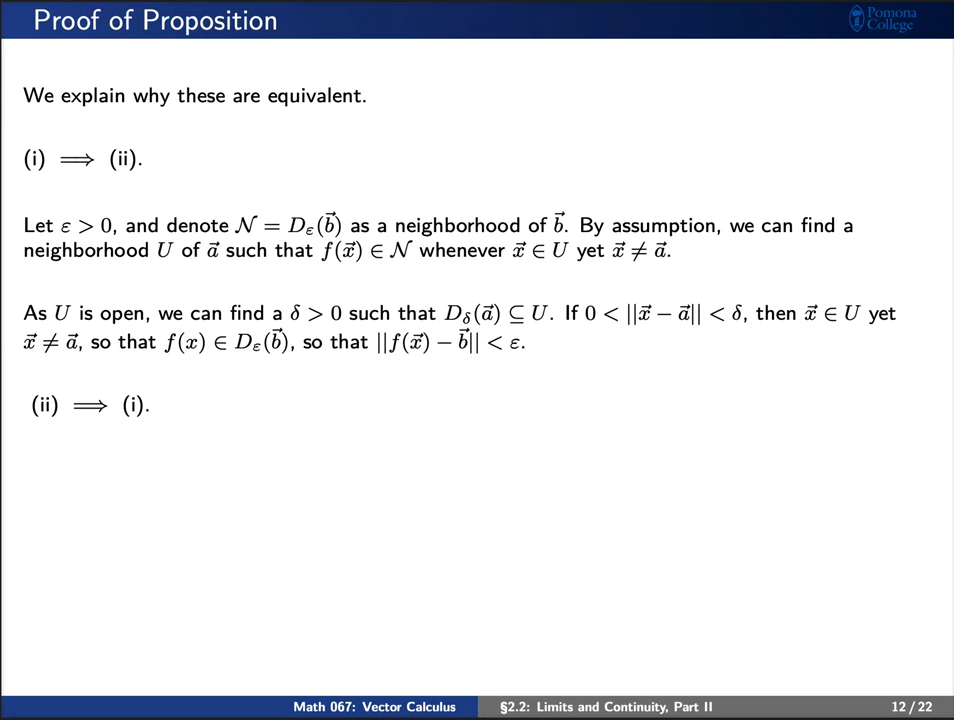 Proof of Proposition
Pomona
College
We explain why these are equivalent.
(i) ⟹ (ii).
Let ε > 0, and denote 𝒩 = D_ε(b⃗) as a neighborhood of b⃗. By assumption, we can find a
neighborhood U of a⃗ such that f(x⃗) ∈ 𝒩 whenever x⃗ ∈ U yet x⃗ ≠ a⃗.
As U is open, we can find a δ > 0 such that D_δ(a⃗) ⊆ U. If 0 < ||x⃗ − a⃗|| < δ, then x⃗ ∈ U yet
x⃗ ≠ a⃗, so that f(x) ∈ D_ε(b⃗), so that ||f(x⃗) − b⃗|| < ε.
(ii) ⟹ (i).
Math 067: Vector Calculus
§2.2: Limits and Continuity, Part II
12 / 22